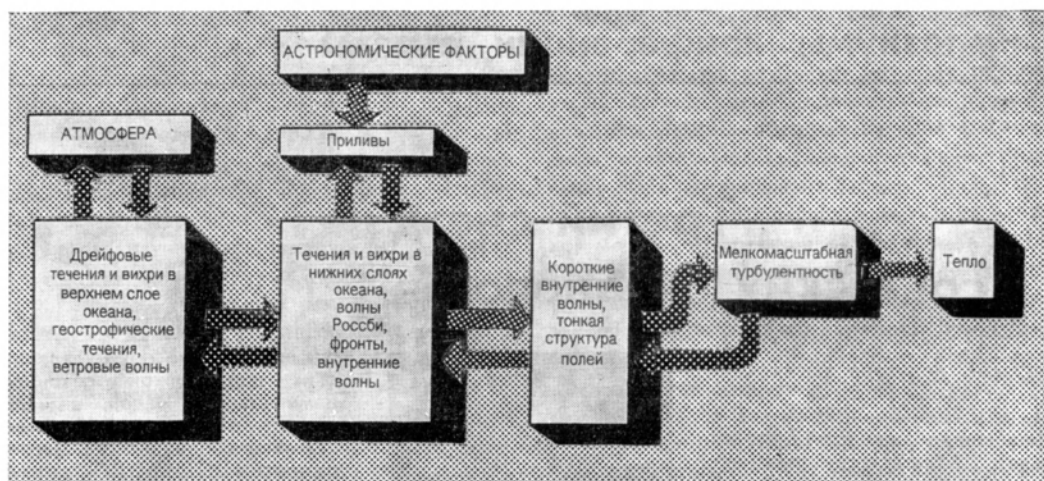 АСТРОНОМИЧЕСКИЕ ФАКТОРЫ
АТМОСФЕРА
Приливы
Дрейфовые
течения и вихри в
верхнем слое
океана,
геострофические
течения,
ветровые волны
Течения и вихри в
нижних слоях
океана,
волны
Россби,
фронты,
внутренние
волны
Короткие
внутренние
волны,
тонкая
структура
полей
Мелкомасштабная
турбулентность
Тепло